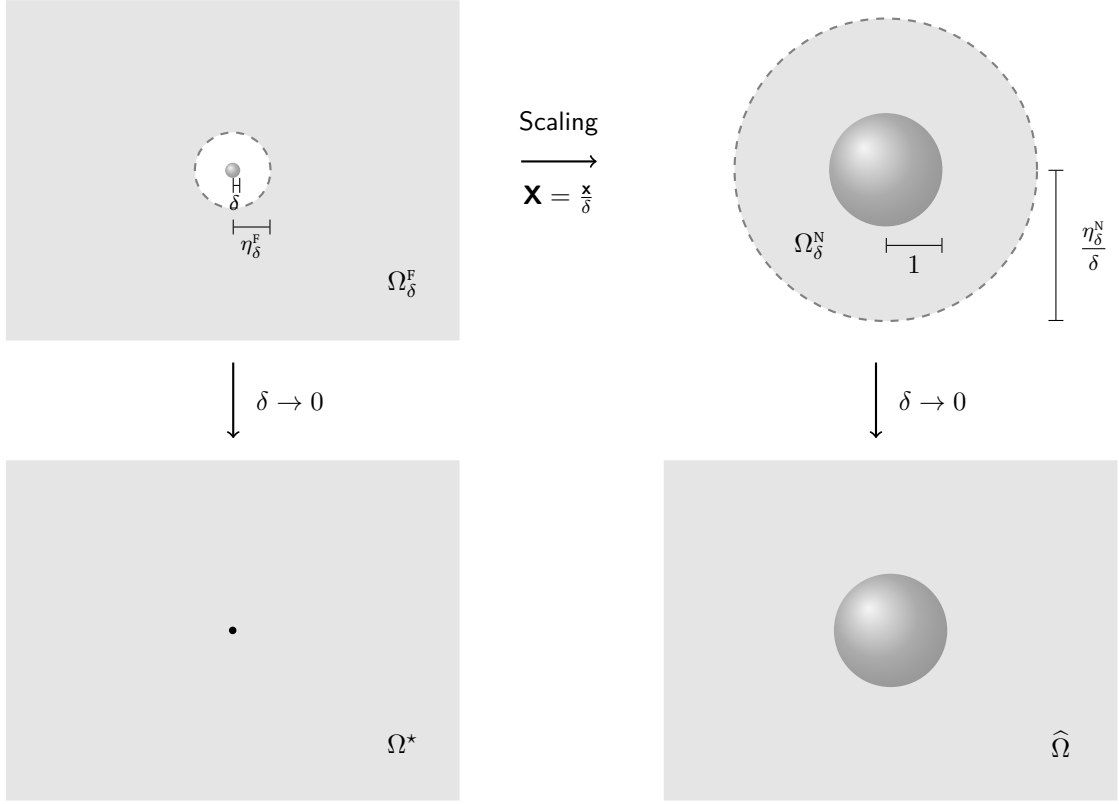 Scaling
X = x/δ
δ
η_δ^F
Ω_δ^F
Ω_δ^N
1
η_δ^N/δ
δ → 0
δ → 0
Ω⋆
Ω̂